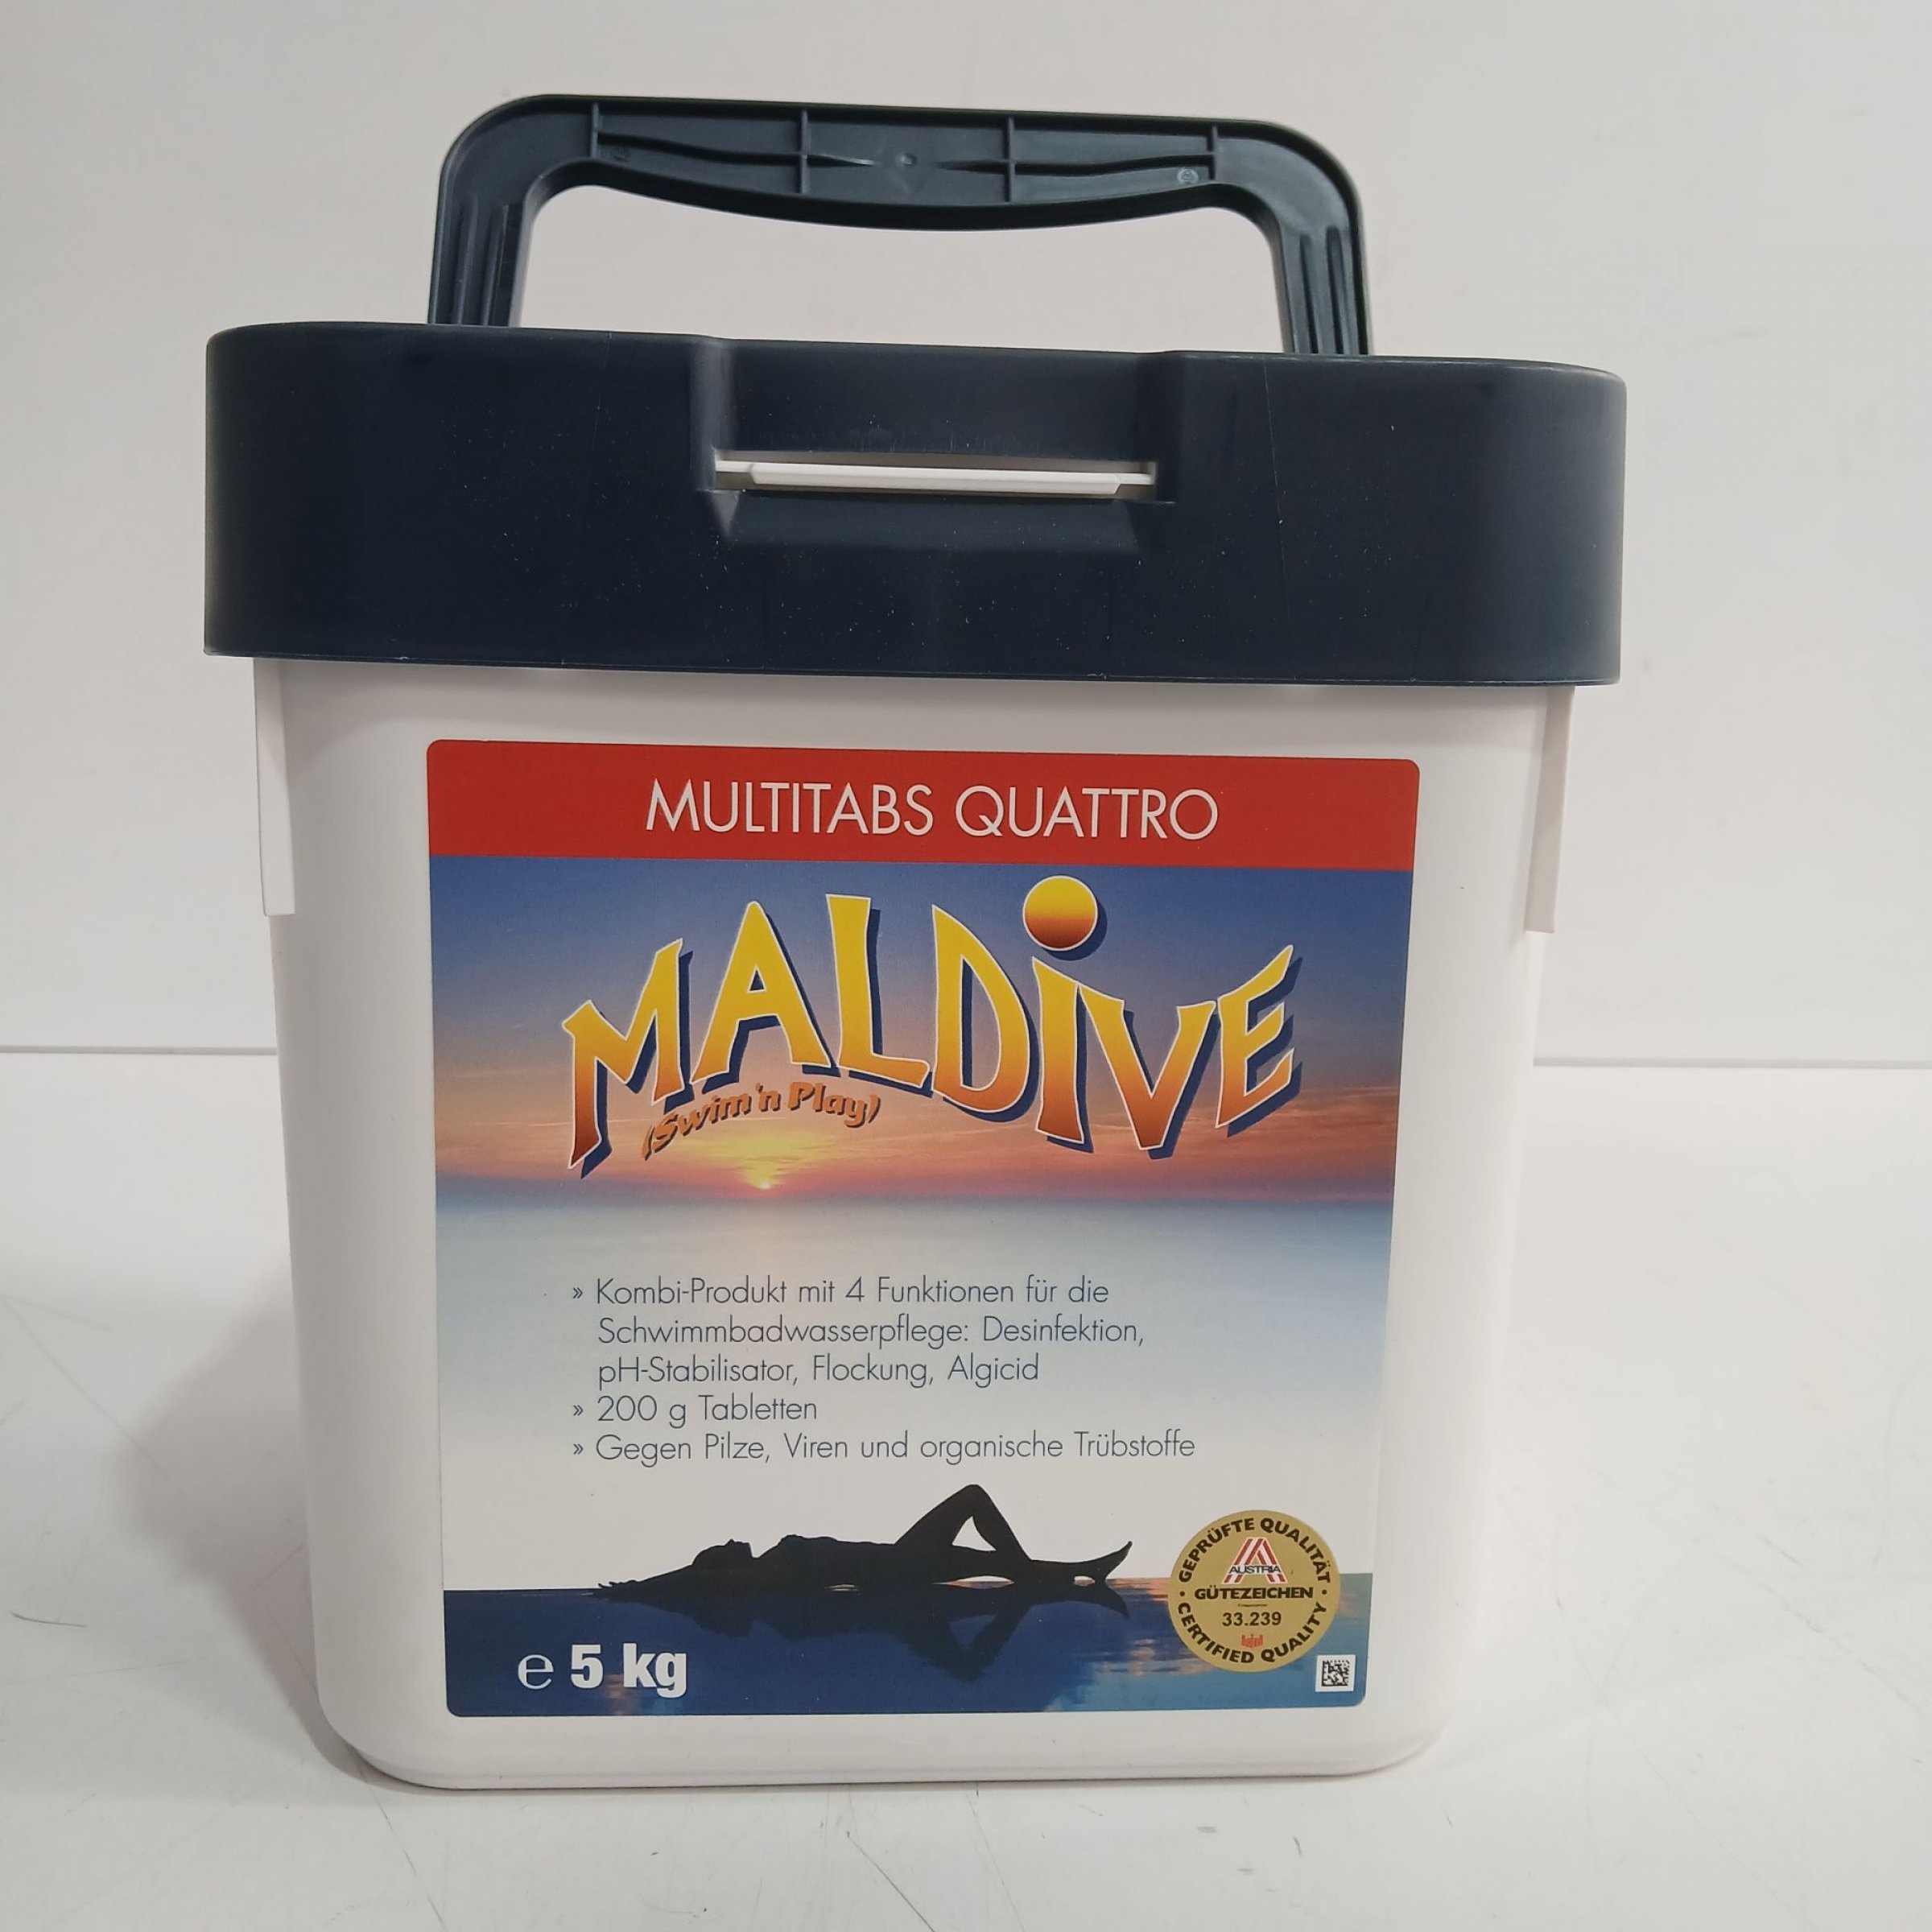 MULTITABS QUATTRO
MALDIVE
(Swim'n Play)
» Kombi-Produkt mit 4 Funktionen für die
Schwimmbadwasserpflege: Desinfektion,
pH-Stabilisator, Flockung, Algicid
» 200 g Tabletten
» Gegen Pilze, Viren und organische Trübstoffe
℮ 5 kg
GEPRÜFTE QUALITÄT
AUSTRIA
GÜTEZEICHEN
33.239
CERTIFIED QUALITY